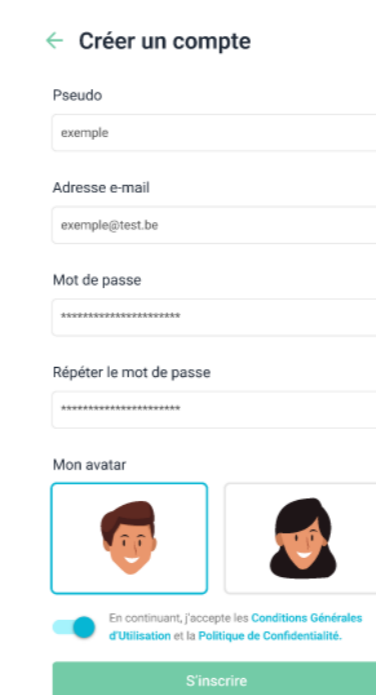 Créer un compte
Pseudo
exemple
Adresse e-mail
exemple@test.be
Mot de passe
**********************
Répéter le mot de passe
**********************
Mon avatar
En continuant, j'accepte les Conditions Générales
d'Utilisation et la Politique de Confidentialité.
S'inscrire